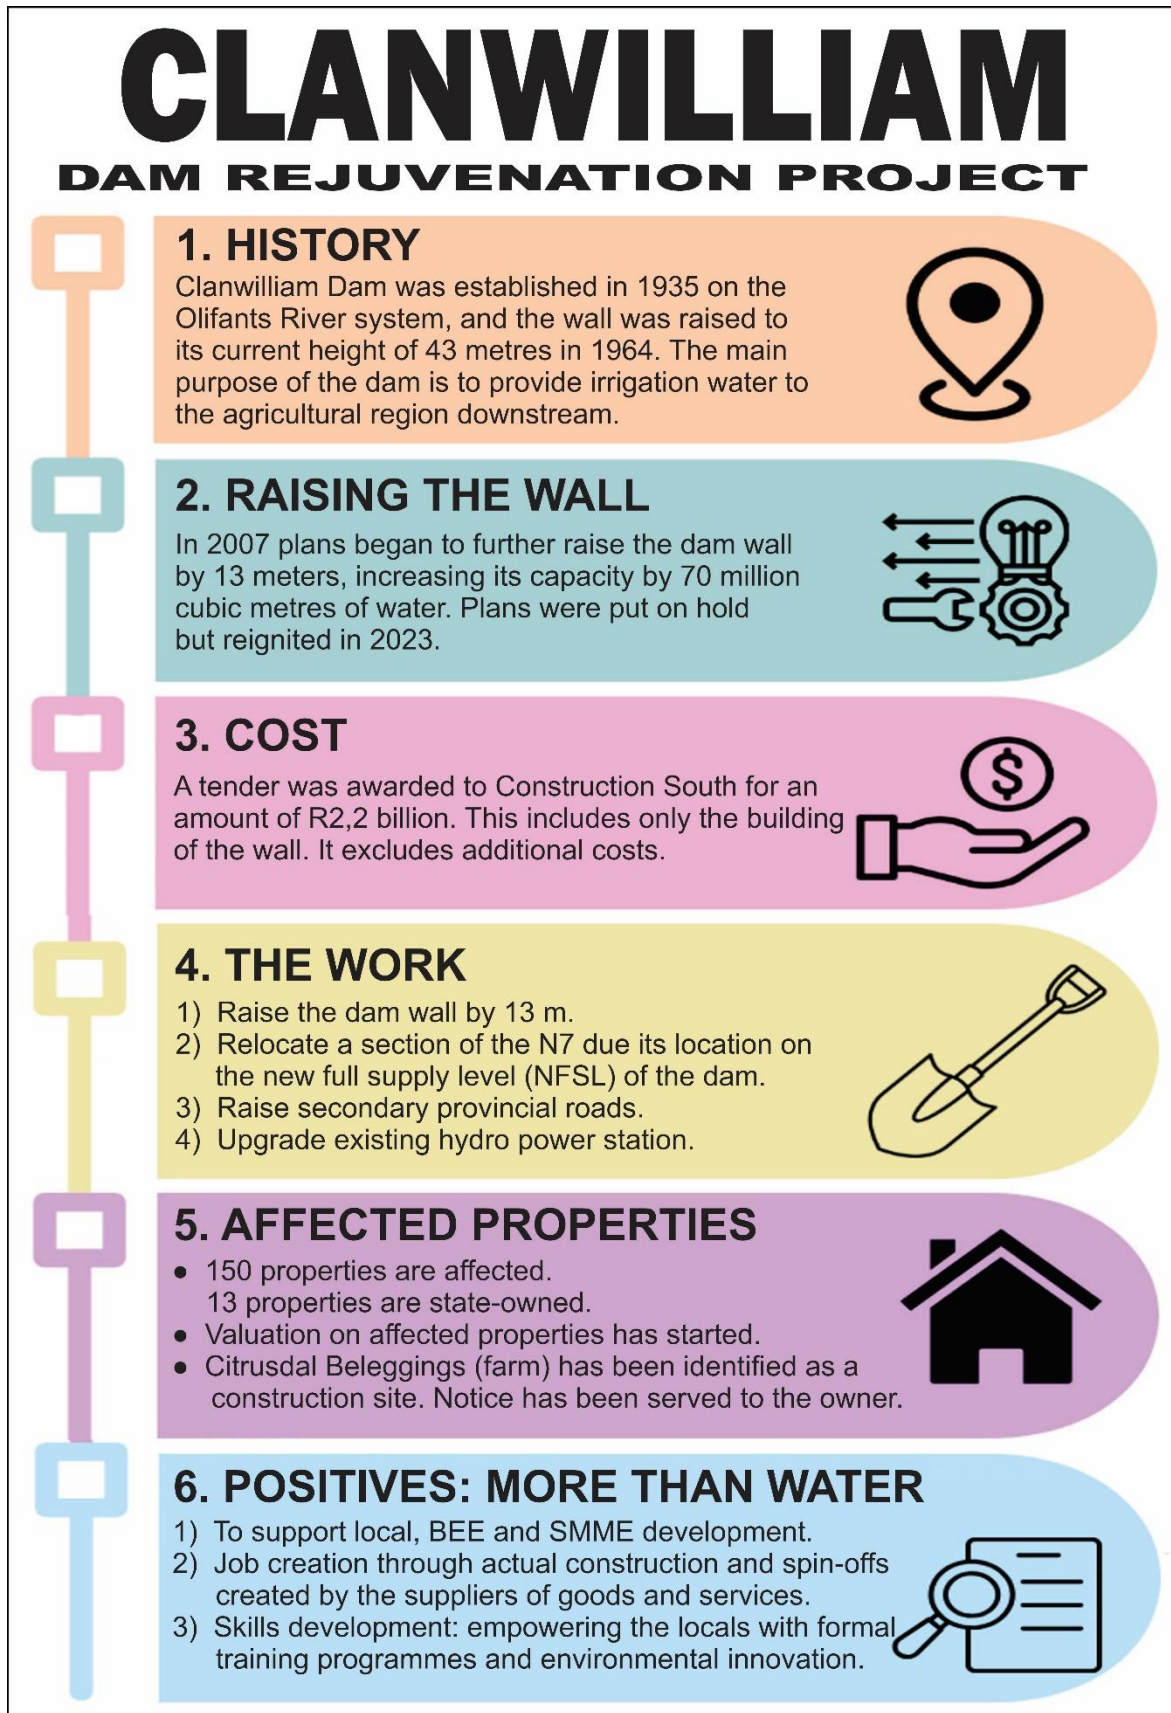 CLANWILLIAM
DAM REJUVENATION PROJECT
1. HISTORY
Clanwilliam Dam was established in 1935 on the
Olifants River system, and the wall was raised to
its current height of 43 metres in 1964. The main
purpose of the dam is to provide irrigation water to
the agricultural region downstream.
2. RAISING THE WALL
In 2007 plans began to further raise the dam wall
by 13 meters, increasing its capacity by 70 million
cubic metres of water. Plans were put on hold
but reignited in 2023.
3. COST
A tender was awarded to Construction South for an
amount of R2,2 billion. This includes only the building
of the wall. It excludes additional costs.
$
4. THE WORK
1) Raise the dam wall by 13 m.
2) Relocate a section of the N7 due its location on
the new full supply level (NFSL) of the dam.
3) Raise secondary provincial roads.
4) Upgrade existing hydro power station.
5. AFFECTED PROPERTIES
● 150 properties are affected.
13 properties are state-owned.
● Valuation on affected properties has started.
● Citrusdal Beleggings (farm) has been identified as a
construction site. Notice has been served to the owner.
6. POSITIVES: MORE THAN WATER
1) To support local, BEE and SMME development.
2) Job creation through actual construction and spin-offs
created by the suppliers of goods and services.
3) Skills development: empowering the locals with formal
training programmes and environmental innovation.